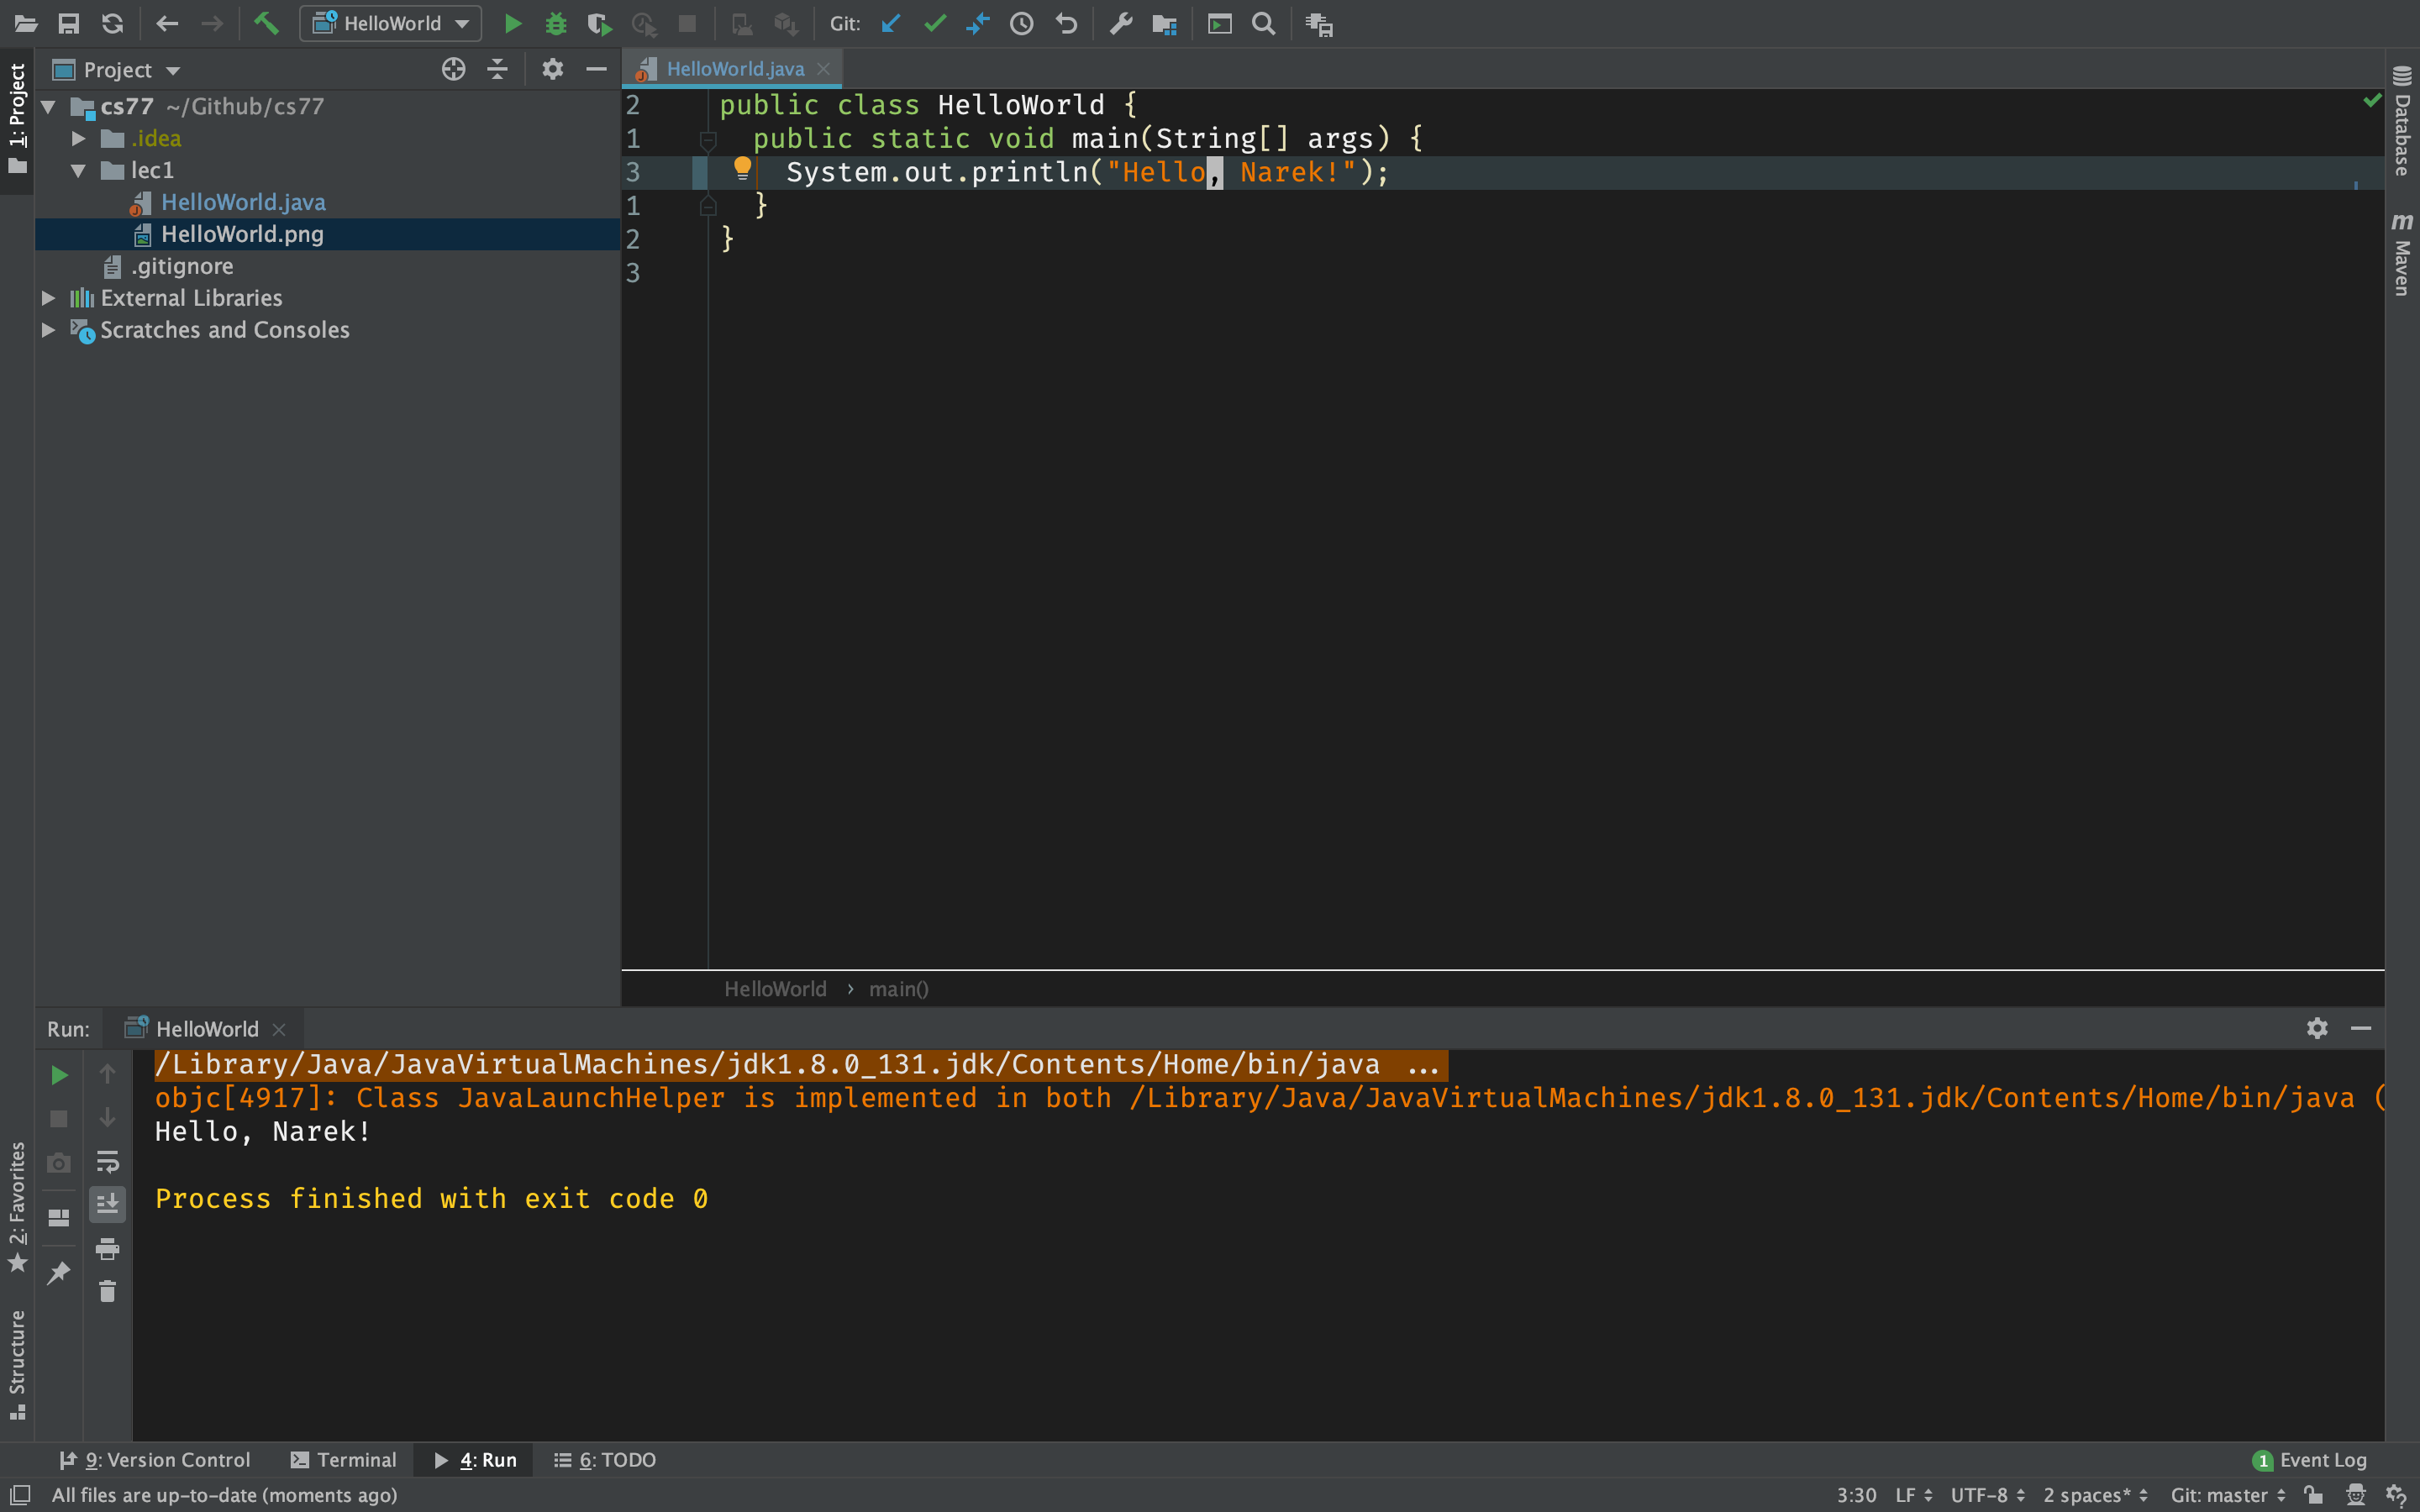 HelloWorld
Git:
1: Project
Project
HelloWorld.java
cs77 ~/Github/cs77
.idea
lec1
HelloWorld.java
HelloWorld.png
.gitignore
External Libraries
Scratches and Consoles
2 public class HelloWorld {
1 public static void main(String[] args) {
3 System.out.println("Hello, Narek!");
1 }
2 }
3
Database
m Maven
HelloWorld › main()
Run:
HelloWorld
/Library/Java/JavaVirtualMachines/jdk1.8.0_131.jdk/Contents/Home/bin/java ...
objc[4917]: Class JavaLaunchHelper is implemented in both /Library/Java/JavaVirtualMachines/jdk1.8.0_131.jdk/Contents/Home/bin/java (
Hello, Narek!
Process finished with exit code 0
2: Favorites
Structure
9: Version Control
Terminal
4: Run
6: TODO
1 Event Log
All files are up-to-date (moments ago)
3:30
LF
UTF-8
2 spaces*
Git: master